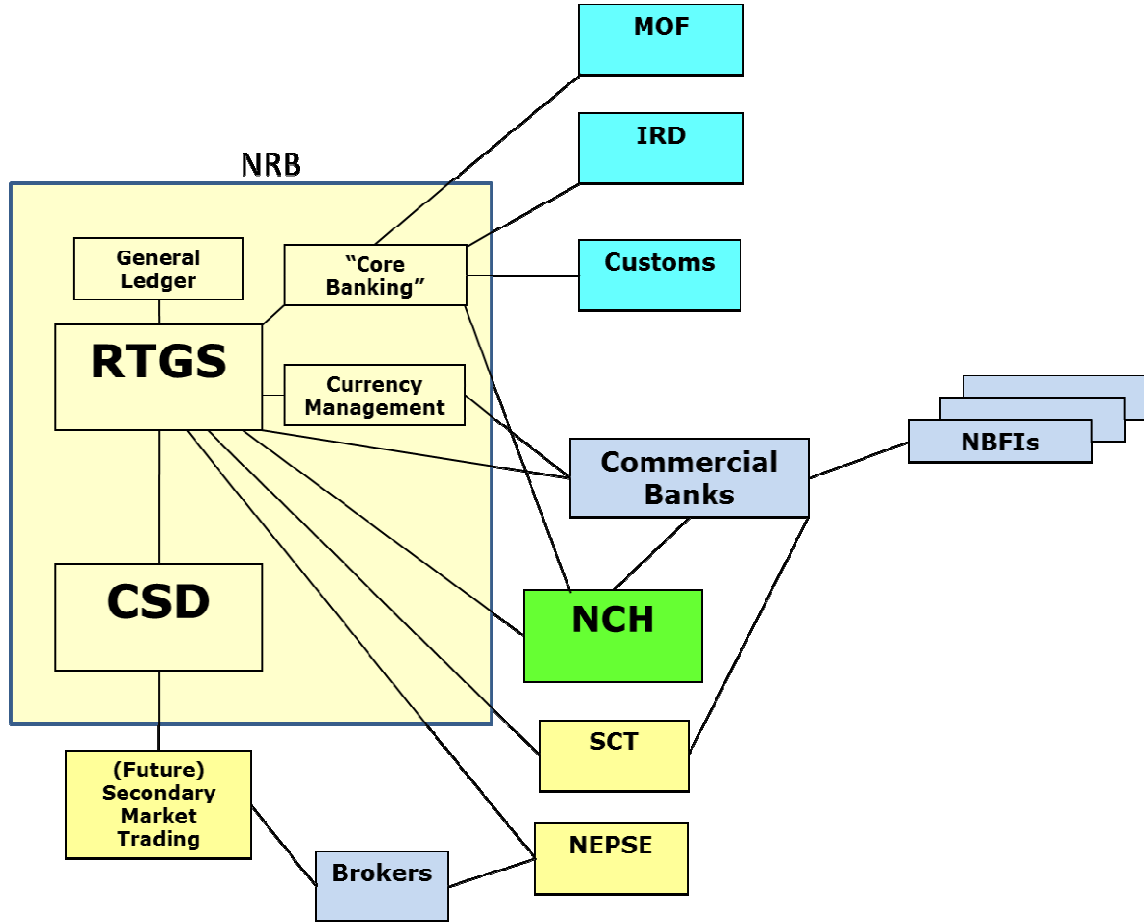 MOF
IRD
NRB
General
Ledger
“Core
Banking”
Customs
RTGS
Currency
Management
Commercial
Banks
NBFIs
CSD
NCH
SCT
(Future)
Secondary
Market
Trading
NEPSE
Brokers